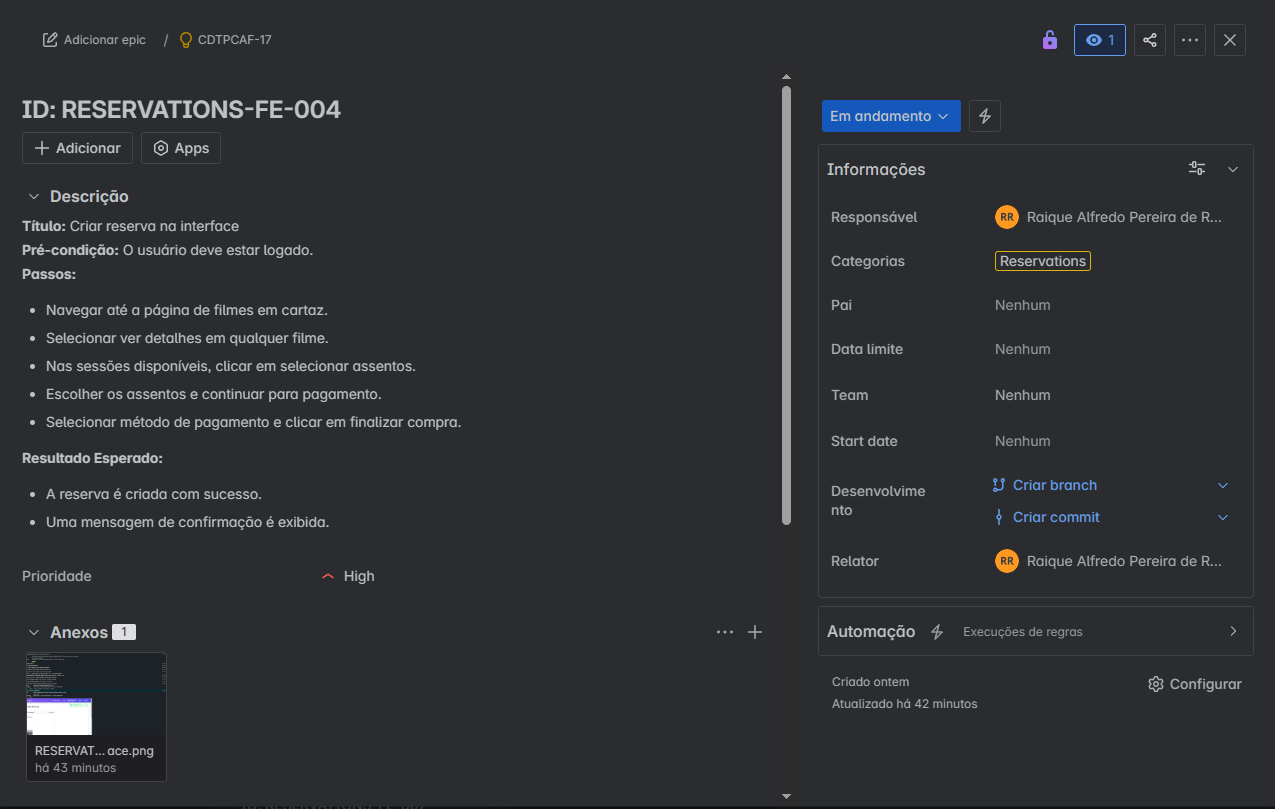 Adicionar epic / CDTPCAF-17
1
ID: RESERVATIONS-FE-004
Adicionar
Apps
Descrição
Título: Criar reserva na interface
Pré-condição: O usuário deve estar logado.
Passos:
Navegar até a página de filmes em cartaz.
Selecionar ver detalhes em qualquer filme.
Nas sessões disponíveis, clicar em selecionar assentos.
Escolher os assentos e continuar para pagamento.
Selecionar método de pagamento e clicar em finalizar compra.
Resultado Esperado:
A reserva é criada com sucesso.
Uma mensagem de confirmação é exibida.
Prioridade High
Anexos 1
RESERVAT... ace.png
há 43 minutos
Em andamento
Informações
Responsável RR Raique Alfredo Pereira de R...
Categorias Reservations
Pai Nenhum
Data limite Nenhum
Team Nenhum
Start date Nenhum
Desenvolvime
nto
Criar branch
Criar commit
Relator RR Raique Alfredo Pereira de R...
Automação Execuções de regras
Criado ontem
Atualizado há 42 minutos
Configurar